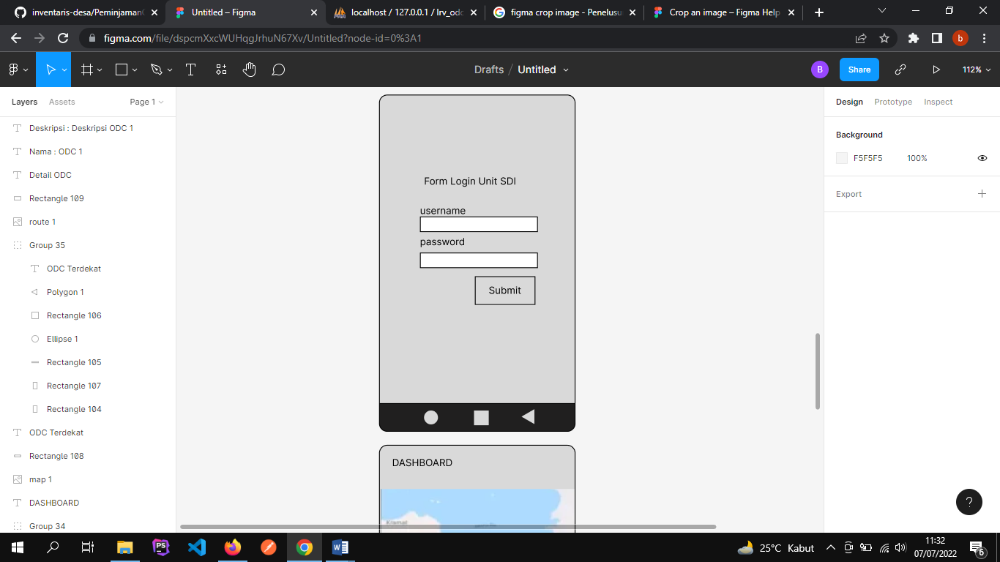 inventaris-desa/Peminjaman
Untitled – Figma
localhost / 127.0.0.1 / lrv_odc
figma crop image - Penelusu
Crop an image – Figma Help
figma.com/file/dspcmXxcWUHqgJrhuN67Xv/Untitled?node-id=0%3A1
b
Drafts / Untitled
B
Share
112%
Layers
Assets
Page 1
Deskripsi : Deskripsi ODC 1
Nama : ODC 1
Detail ODC
Rectangle 109
route 1
Group 35
ODC Terdekat
Polygon 1
Rectangle 106
Ellipse 1
Rectangle 105
Rectangle 107
Rectangle 104
ODC Terdekat
Rectangle 108
map 1
DASHBOARD
Group 34
Form Login Unit SDI
username
password
Submit
DASHBOARD
Kramat
Design
Prototype
Inspect
Background
F5F5F5
100%
Export
?
PS
25°C Kabut
11:32
07/07/2022
6